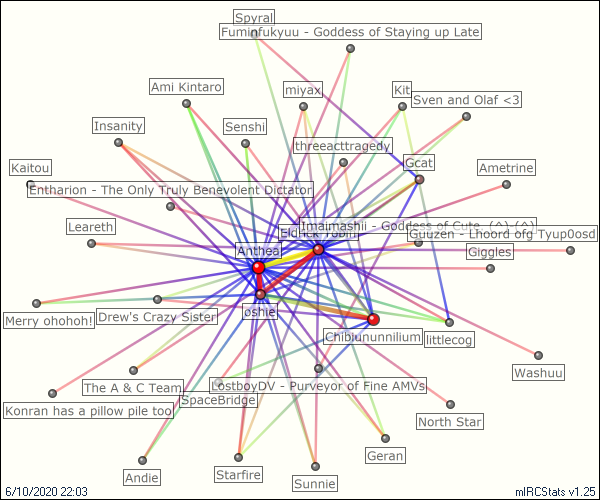 Spyral
Fuminfukyuu - Goddess of Staying up Late
Ami Kintaro
miyax
Kit
Sven and Olaf <3
Insanity
Senshi
threeacttragedy
Gcat
Kaitou
Ametrine
Entharion - The Only Truly Benevolent Dictator
Imaimashii - Goddess of Cute
Leareth
Eldrick Tobin
Guuzen - Lhoord ofg Tyup0osd
Anthea
Giggles
Merry ohohoh!
Drew's Crazy Sister
oshie
Chibiununnilium
littlecog
Washuu
The A & C Team
LostboyDV - Purveyor of Fine AMVs
SpaceBridge
Konran has a pillow pile too
North Star
Geran
Andie
Starfire
Sunnie
6/10/2020 22:03
mIRCStats v1.25